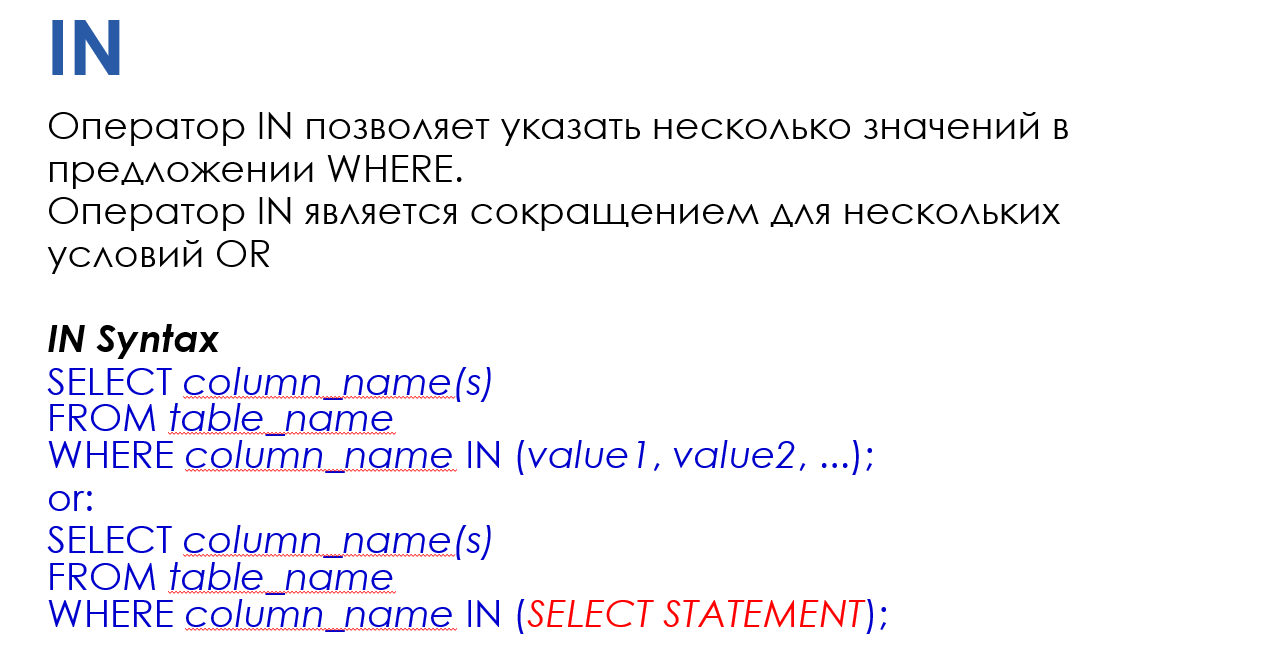 IN
Оператор IN позволяет указать несколько значений в
предложении WHERE.
Оператор IN является сокращением для нескольких
условий OR
IN Syntax
SELECT column_name(s)
FROM table_name
WHERE column_name IN (value1, value2, ...);
or:
SELECT column_name(s)
FROM table_name
WHERE column_name IN (SELECT STATEMENT);